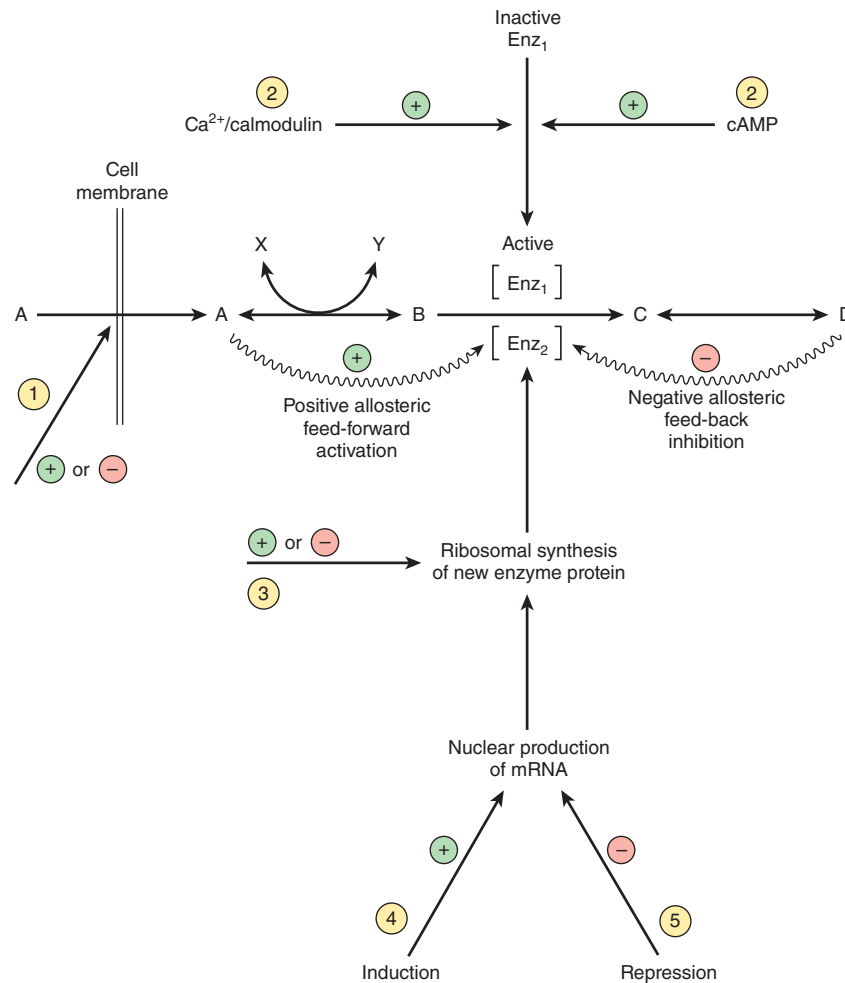 Inactive
Enz₁
2
+
+
2
Ca²⁺/calmodulin
cAMP
Cell
membrane
X
Y
Active
[ Enz₁ ]
A
A
B
C
D
[ Enz₂ ]
+
−
1
Positive allosteric
feed-forward
activation
Negative allosteric
feed-back
inhibition
+ or −
+ or −
3
Ribosomal synthesis
of new enzyme protein
Nuclear production
of mRNA
+
−
4
5
Induction
Repression